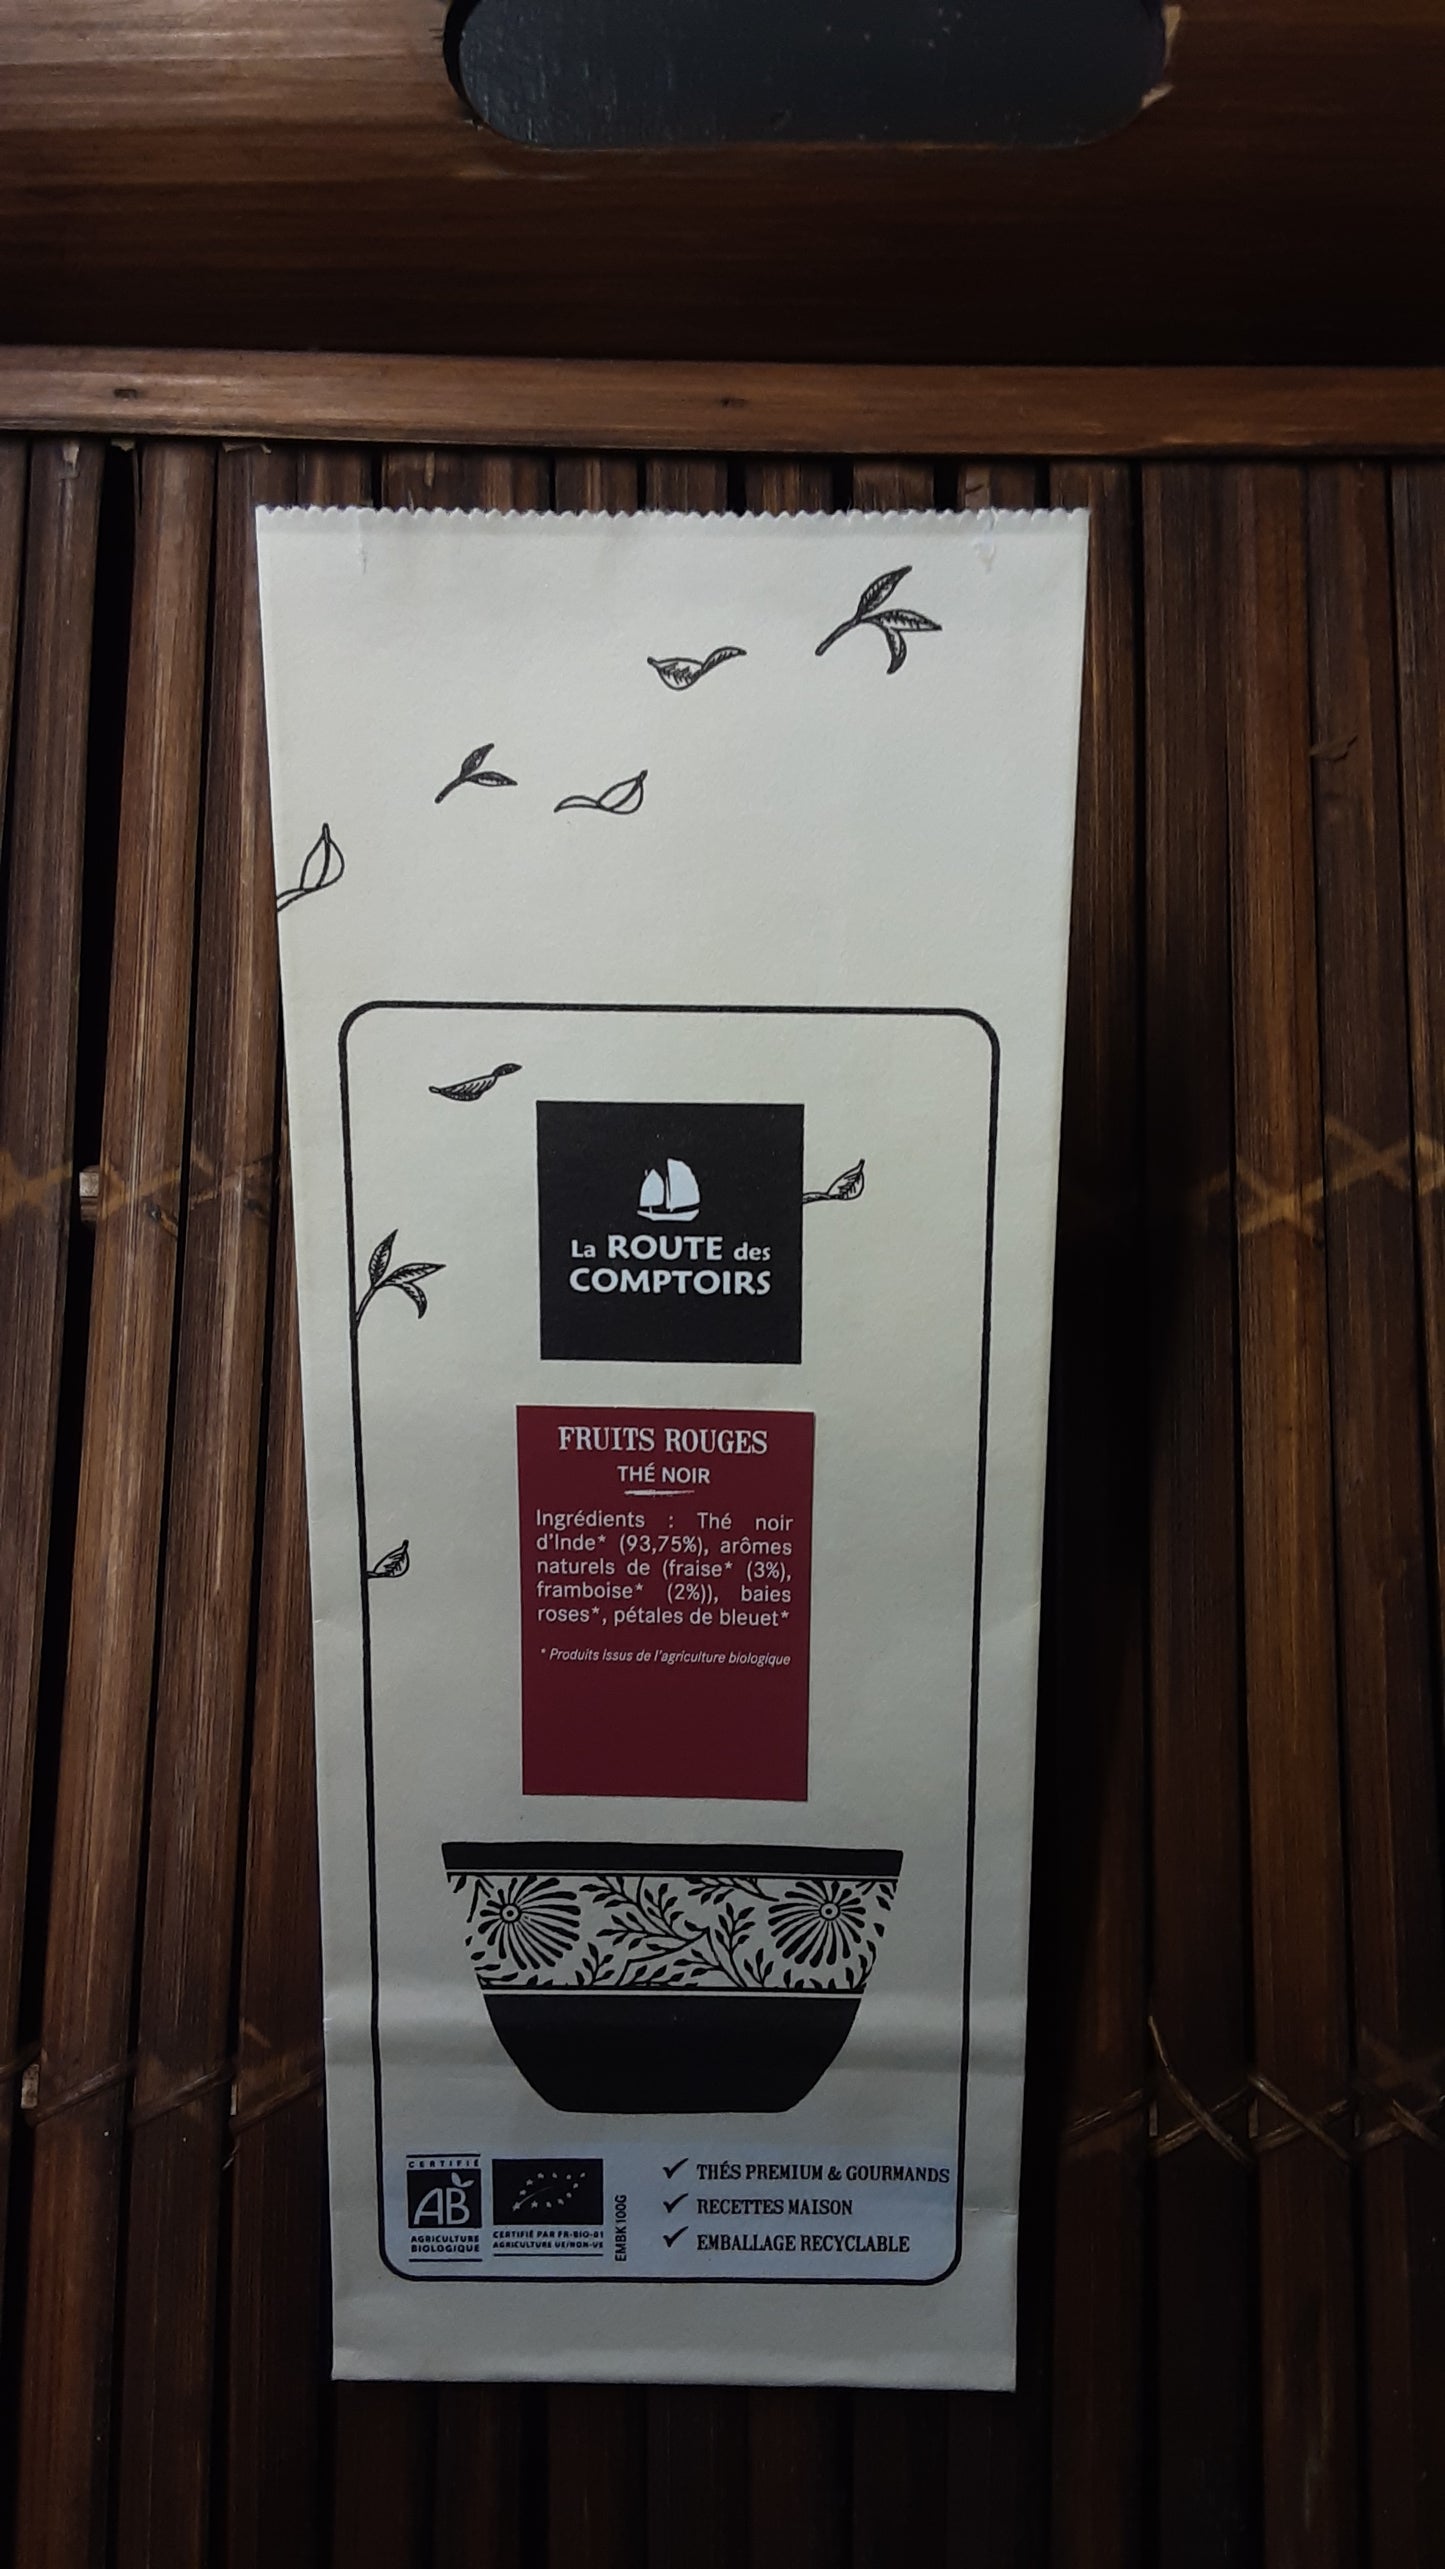 La ROUTE des
COMPTOIRS
FRUITS ROUGES
THÉ NOIR
Ingrédients : Thé noir
d'Inde* (93,75%), arômes
naturels de (fraise* (3%),
framboise* (2%)), baies
roses*, pétales de bleuet*
* Produits issus de l'agriculture biologique
CERTIFIÉ
AB
AGRICULTURE
BIOLOGIQUE
CERTIFIÉ PAR FR-BIO-01
AGRICULTURE UE/NON-UE
EMBK100G
THÉS PREMIUM & GOURMANDS
RECETTES MAISON
EMBALLAGE RECYCLABLE